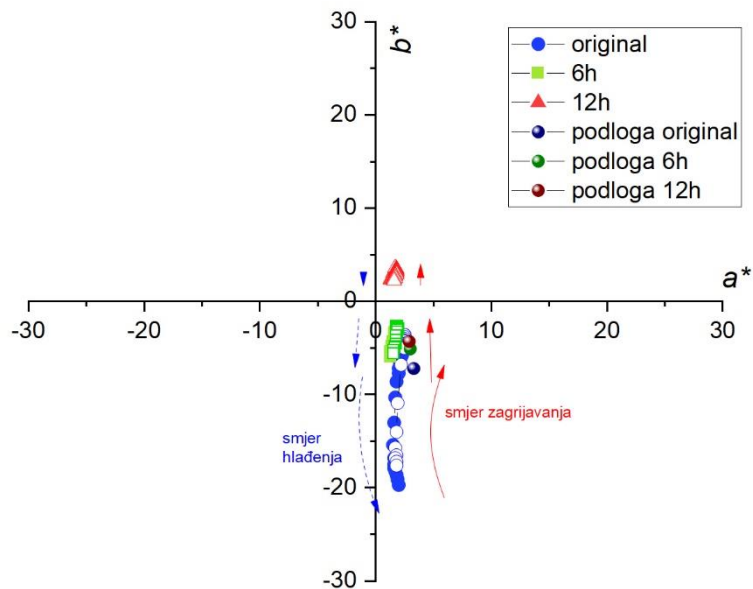 30
b*
original
6h
12h
podloga original
podloga 6h
podloga 12h
20
10
a*
0
-30
-20
-10
0
10
20
30
-10
smjer zagrijavanja
smjer
hlađenja
-20
-30